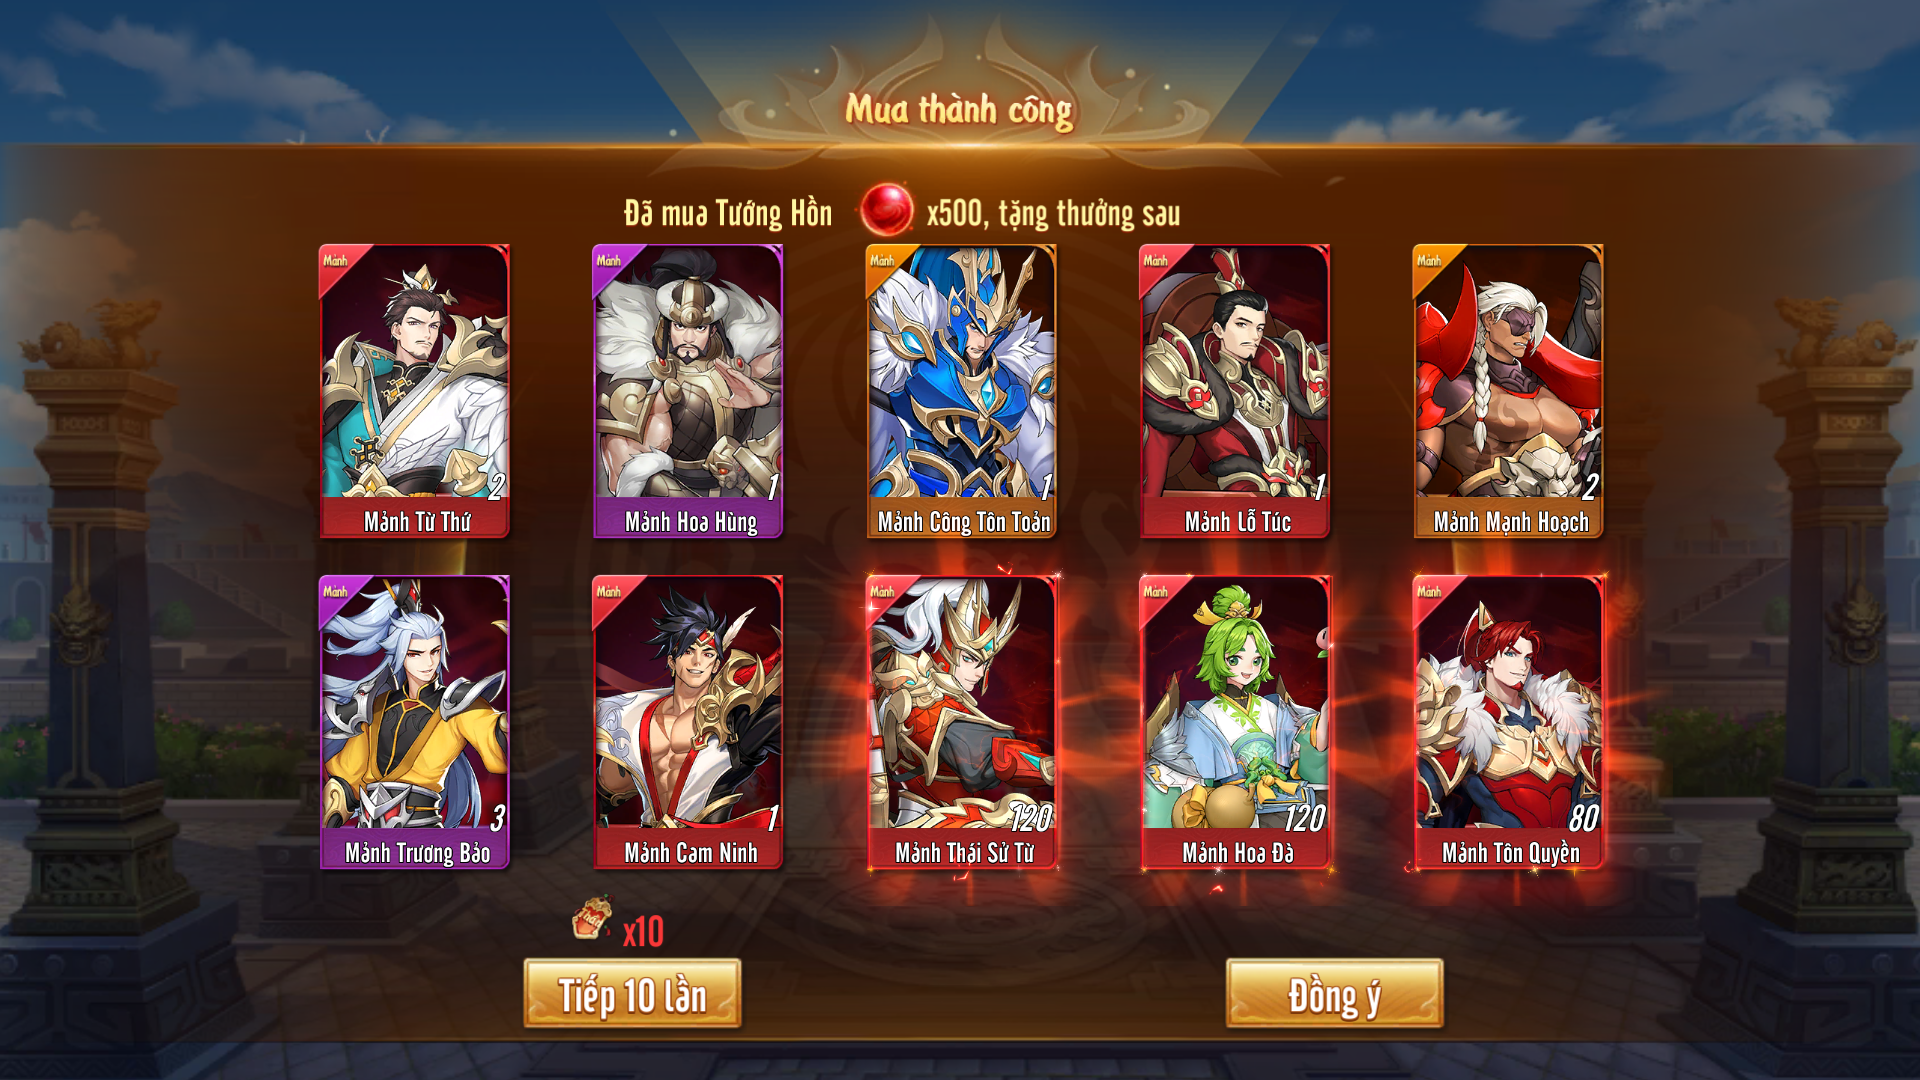 Mua thành công
Đã mua Tướng Hồn x500, tặng thưởng sau
Mảnh
2
Mảnh Từ Thứ
Mảnh
1
Mảnh Hoa Hùng
Mảnh
1
Mảnh Công Tôn Toản
Mảnh
1
Mảnh Lỗ Túc
Mảnh
2
Mảnh Mạnh Hoạch
Mảnh
3
Mảnh Trương Bảo
Mảnh
1
Mảnh Cam Ninh
Mảnh
120
Mảnh Thái Sử Từ
Mảnh
120
Mảnh Hoa Đà
Mảnh
80
Mảnh Tôn Quyền
Thần
x10
Tiếp 10 lần
Đồng ý